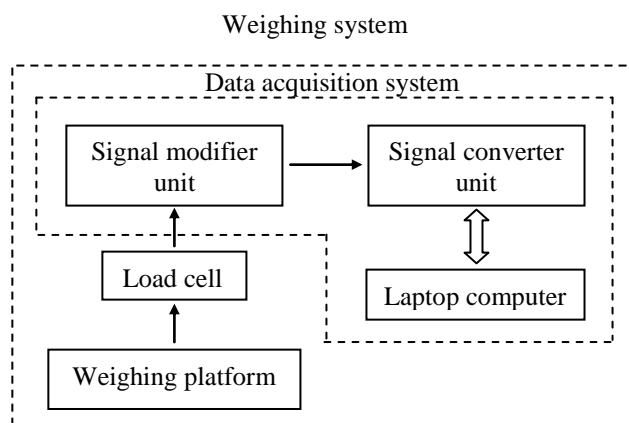 Weighing system
Data acquisition system
Signal modifier
unit
Signal converter
unit
Load cell
Laptop computer
Weighing platform